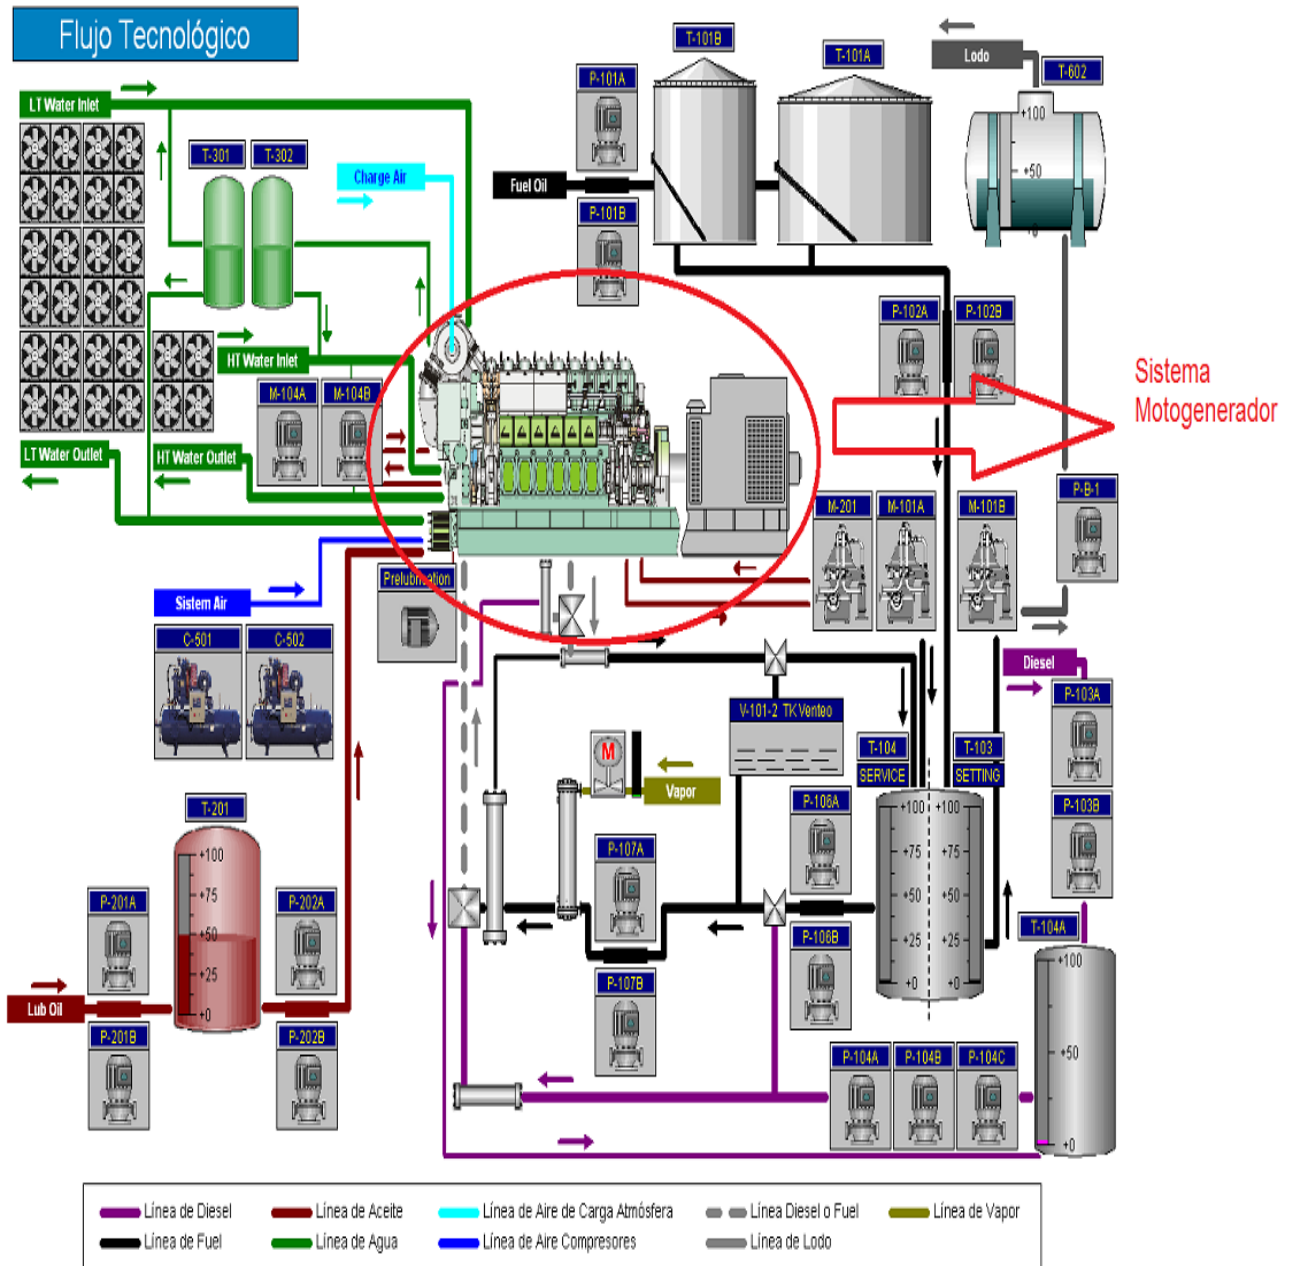 Flujo Tecnológico
T-101B
T-101A
Lodo
T-602
P-101A
LT Water Inlet
+100
T-301
T-302
Charge Air
Fuel Oil
+50
P-101B
+0
P-102A
P-102B
HT Water Inlet
Sistema
Motogenerador
M-104A
M-104B
LT Water Outlet
HT Water Outlet
P-B-1
M-201
M-101A
M-101B
Prelubrication
Sistem Air
C-501
C-502
Diesel
P-103A
V-101-2 TK Venteo
T-104
T-103
SERVICE
SETTING
M
Vapor
P-106A
P-103B
T-201
+100
+100
+100
P-107A
+75
+75
+75
P-201A
P-202A
+50
+50
+50
T-104A
P-106B
+25
+25
+25
+100
P-107B
+0
+0
Lub Oil
+0
P-201B
P-202B
P-104A
P-104B
P-104C
+50
+0
Línea de Diesel
Línea de Aceite
Línea de Aire de Carga Atmósfera
Línea Diesel o Fuel
Línea de Vapor
Línea de Fuel
Línea de Agua
Línea de Aire Compresores
Línea de Lodo